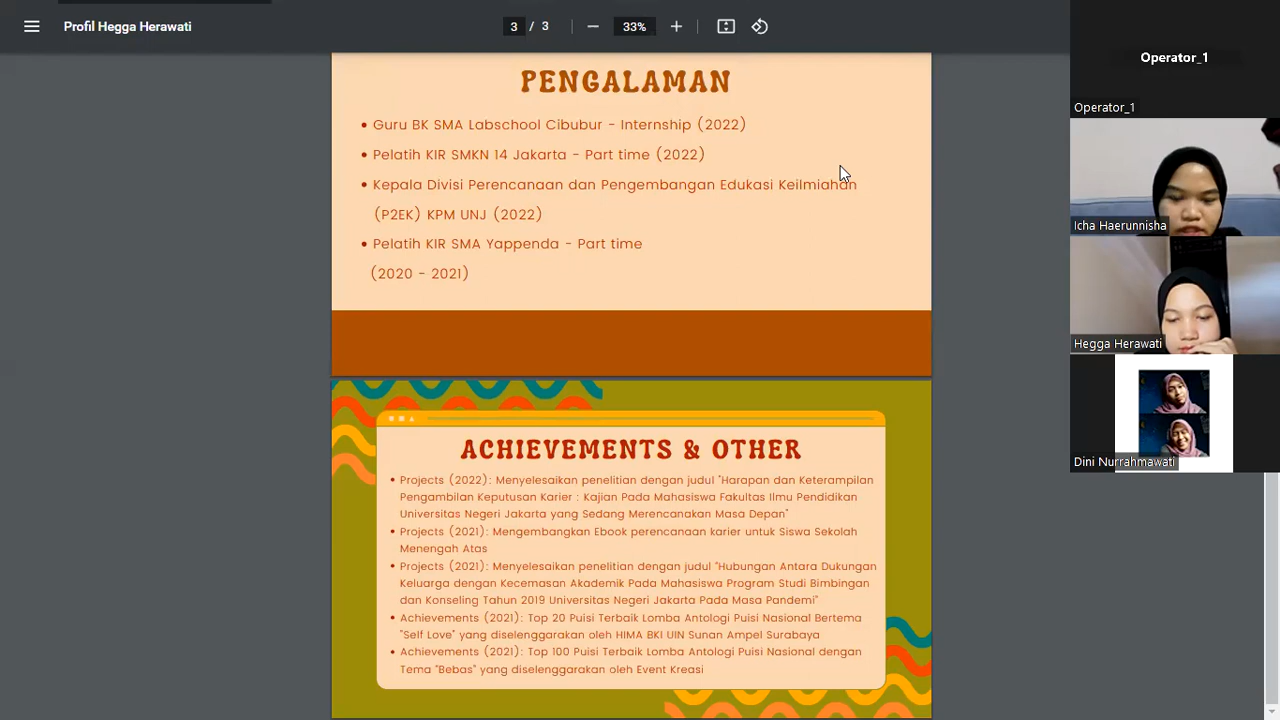 Profil Hegga Herawati
3 / 3
33%
PENGALAMAN
• Guru BK SMA Labschool Cibubur - Internship (2022)
• Pelatih KIR SMKN 14 Jakarta - Part time (2022)
• Kepala Divisi Perencanaan dan Pengembangan Edukasi Keilmiahan
(P2EK) KPM UNJ (2022)
• Pelatih KIR SMA Yappenda - Part time
(2020 - 2021)
ACHIEVEMENTS & OTHER
• Projects (2022): Menyelesaikan penelitian dengan judul "Harapan dan Keterampilan
Pengambilan Keputusan Karier : Kajian Pada Mahasiswa Fakultas Ilmu Pendidikan
Universitas Negeri Jakarta yang Sedang Merencanakan Masa Depan"
• Projects (2021): Mengembangkan Ebook perencanaan karier untuk Siswa Sekolah
Menengah Atas
• Projects (2021): Menyelesaikan penelitian dengan judul "Hubungan Antara Dukungan
Keluarga dengan Kecemasan Akademik Pada Mahasiswa Program Studi Bimbingan
dan Konseling Tahun 2019 Universitas Negeri Jakarta Pada Masa Pandemi"
• Achievements (2021): Top 20 Puisi Terbaik Lomba Antologi Puisi Nasional Bertema
"Self Love" yang diselenggarakan oleh HIMA BKI UIN Sunan Ampel Surabaya
• Achievements (2021): Top 100 Puisi Terbaik Lomba Antologi Puisi Nasional dengan
Tema "Bebas" yang diselenggarakan oleh Event Kreasi
Operator_1
Operator_1
Icha Haerunnisha
Hegga Herawati
Dini Nurrahmawati